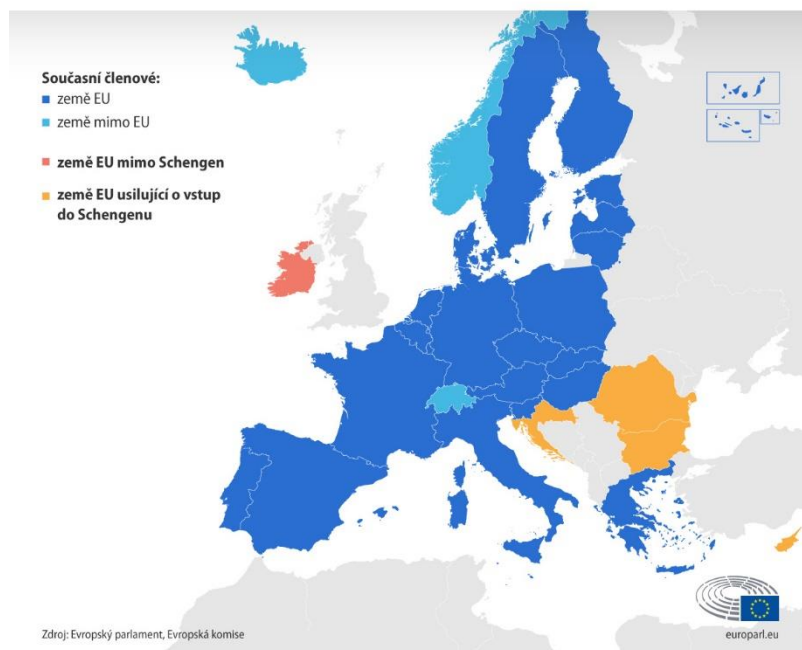 Současní členové:
země EU
země mimo EU
země EU mimo Schengen
země EU usilující o vstup
do Schengenu
Zdroj: Evropský parlament, Evropská komise
europarl.eu